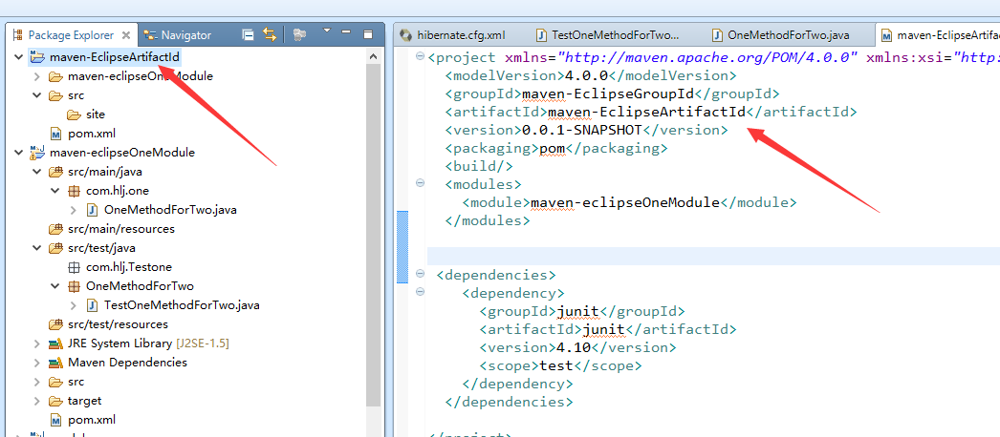 Package Explorer
Navigator
maven-EclipseArtifactId
maven-eclipseOneModule
src
site
pom.xml
maven-eclipseOneModule
src/main/java
com.hlj.one
OneMethodForTwo.java
src/main/resources
src/test/java
com.hlj.Testone
OneMethodForTwo
TestOneMethodForTwo.java
src/test/resources
JRE System Library [J2SE-1.5]
Maven Dependencies
src
target
pom.xml
hibernate.cfg.xml
TestOneMethodForTwo...
OneMethodForTwo.java
maven-EclipseArtifac
<project xmlns="http://maven.apache.org/POM/4.0.0" xmlns:xsi="http:
<modelVersion>4.0.0</modelVersion>
<groupId>maven-EclipseGroupId</groupId>
<artifactId>maven-EclipseArtifactId</artifactId>
<version>0.0.1-SNAPSHOT</version>
<packaging>pom</packaging>
<build/>
<modules>
<module>maven-eclipseOneModule</module>
</modules>
<dependencies>
<dependency>
<groupId>junit</groupId>
<artifactId>junit</artifactId>
<version>4.10</version>
<scope>test</scope>
</dependency>
</dependencies>